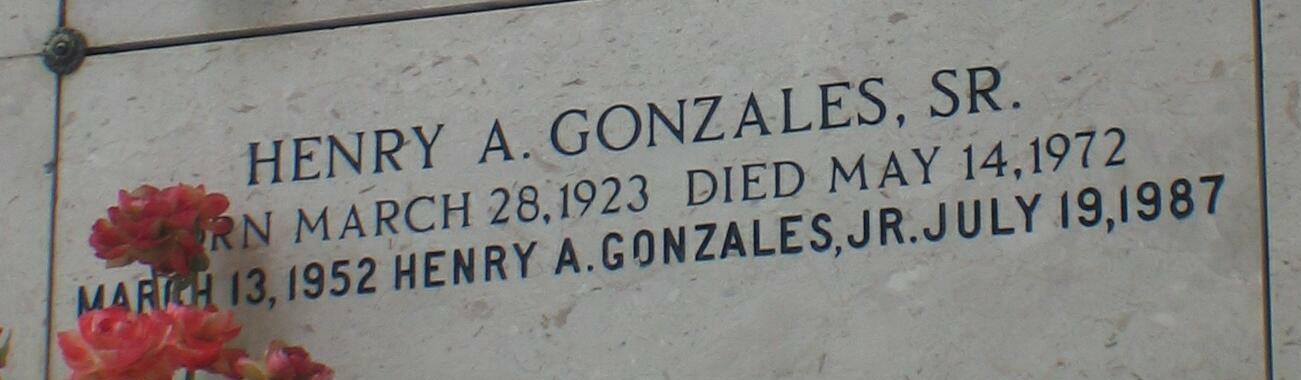 HENRY A. GONZALES, SR.
RN MARCH 28,1923 DIED MAY 14,1972
MARCH 13, 1952 HENRY A. GONZALES, JR. JULY 19,1987